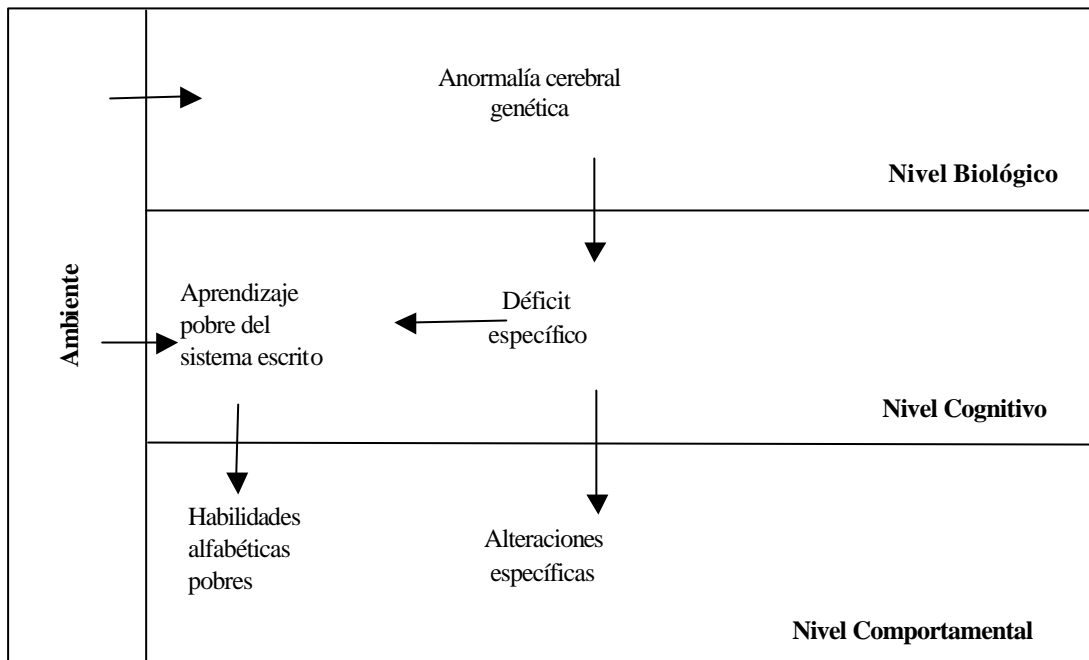 Anormalía cerebral
genética
Nivel Biológico
Ambiente
Aprendizaje
pobre del
sistema escrito
Déficit
específico
Nivel Cognitivo
Habilidades
alfabéticas
pobres
Alteraciones
específicas
Nivel Comportamental